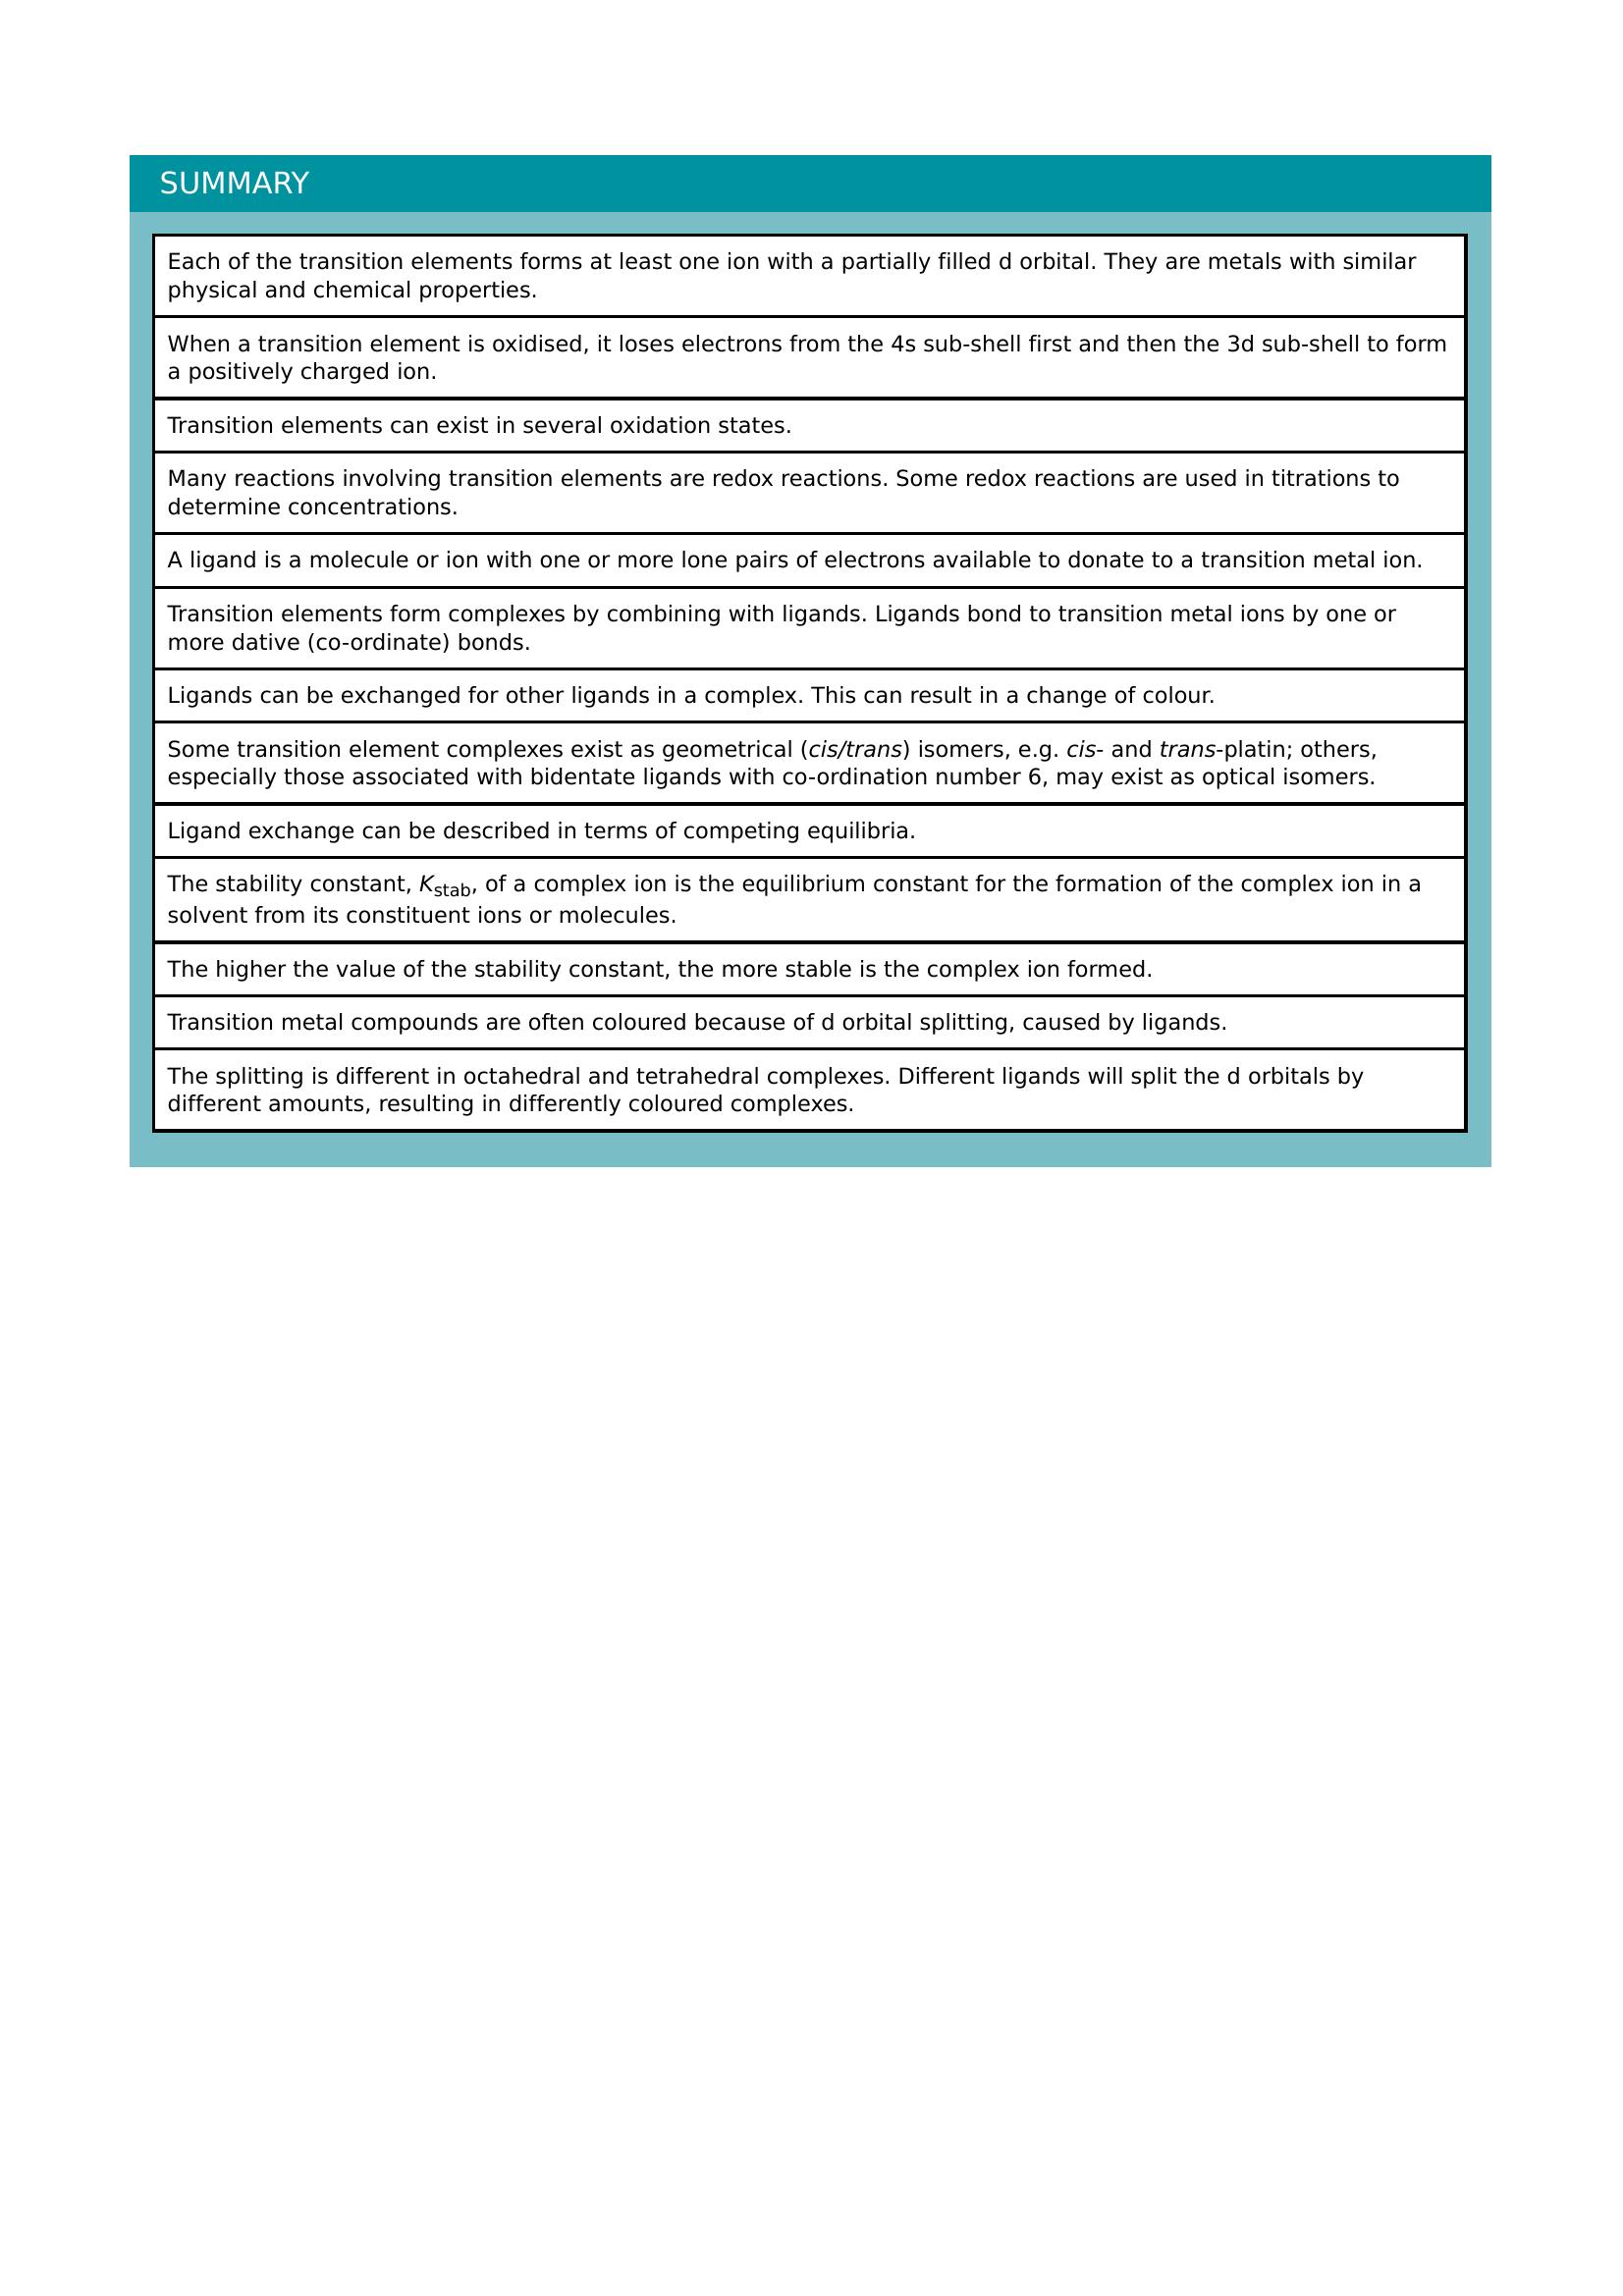 SUMMARY
Each of the transition elements forms at least one ion with a partially filled d orbital. They are metals with similar
physical and chemical properties.
When a transition element is oxidised, it loses electrons from the 4s sub-shell first and then the 3d sub-shell to form
a positively charged ion.
Transition elements can exist in several oxidation states.
Many reactions involving transition elements are redox reactions. Some redox reactions are used in titrations to
determine concentrations.
A ligand is a molecule or ion with one or more lone pairs of electrons available to donate to a transition metal ion.
Transition elements form complexes by combining with ligands. Ligands bond to transition metal ions by one or
more dative (co-ordinate) bonds.
Ligands can be exchanged for other ligands in a complex. This can result in a change of colour.
Some transition element complexes exist as geometrical (cis/trans) isomers, e.g. cis- and trans-platin; others,
especially those associated with bidentate ligands with co-ordination number 6, may exist as optical isomers.
Ligand exchange can be described in terms of competing equilibria.
The stability constant, Kstab, of a complex ion is the equilibrium constant for the formation of the complex ion in a
solvent from its constituent ions or molecules.
The higher the value of the stability constant, the more stable is the complex ion formed.
Transition metal compounds are often coloured because of d orbital splitting, caused by ligands.
The splitting is different in octahedral and tetrahedral complexes. Different ligands will split the d orbitals by
different amounts, resulting in differently coloured complexes.